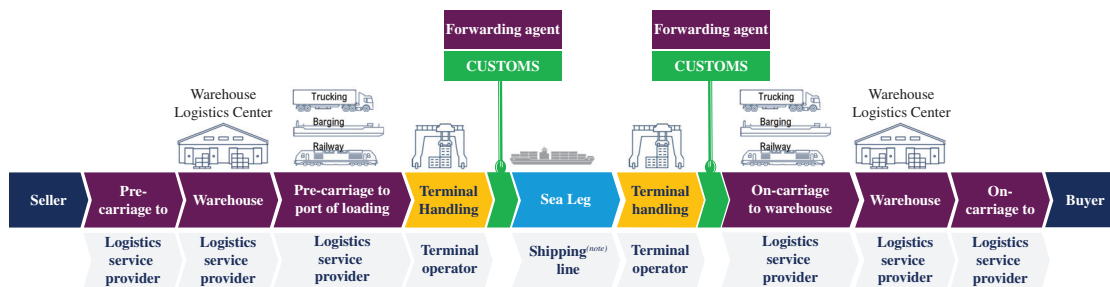 Forwarding agent
CUSTOMS
Forwarding agent
CUSTOMS
Warehouse
Logistics Center
Trucking
Barging
Railway
Trucking
Barging
Railway
Warehouse
Logistics Center
Seller
Pre-
carriage to
Warehouse
Pre-carriage to
port of loading
Terminal
Handling
Sea Leg
Terminal
handling
On-carriage
to warehouse
Warehouse
On-
carriage to
Buyer
Logistics
service
provider
Logistics
service
provider
Logistics
service
provider
Terminal
operator
Shipping(note)
line
Terminal
operator
Logistics
service
provider
Logistics
service
provider
Logistics
service
provider